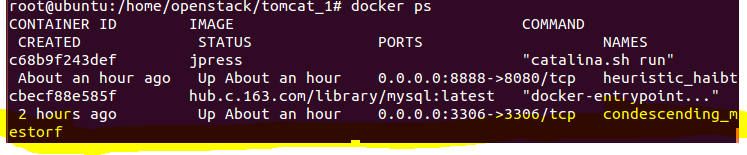 root@ubuntu:/home/openstack/tomcat_1# docker ps
CONTAINER ID IMAGE COMMAND
CREATED STATUS PORTS NAMES
c68b9f243def jpress "catalina.sh run"
About an hour ago Up About an hour 0.0.0.0:8888->8080/tcp heuristic_haibt
cbecf88e585f hub.c.163.com/library/mysql:latest "docker-entrypoint..."
2 hours ago Up About an hour 0.0.0.0:3306->3306/tcp condescending_m
estorf